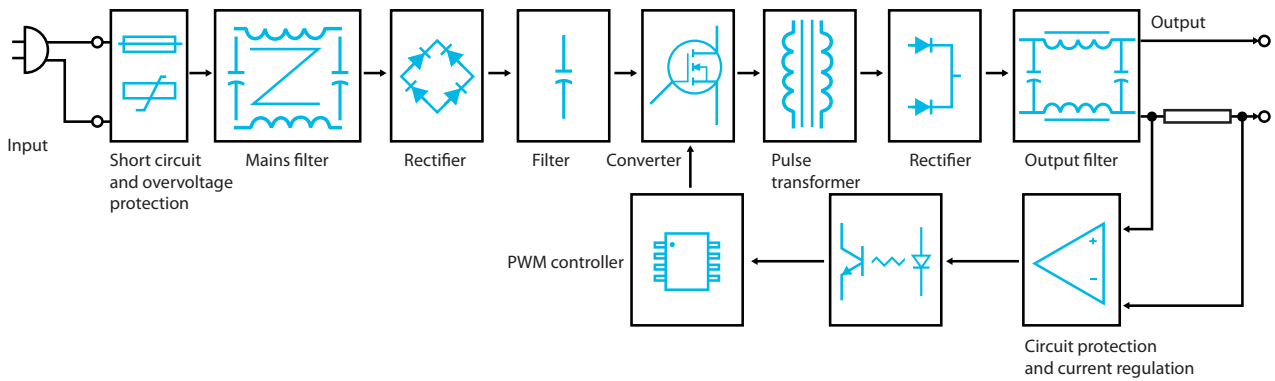 Output
Input
Short circuit
and overvoltage
protection
Mains filter
Rectifier
Filter
Converter
Pulse
transformer
Rectifier
Output filter
PWM controller
+
-
Circuit protection
and current regulation